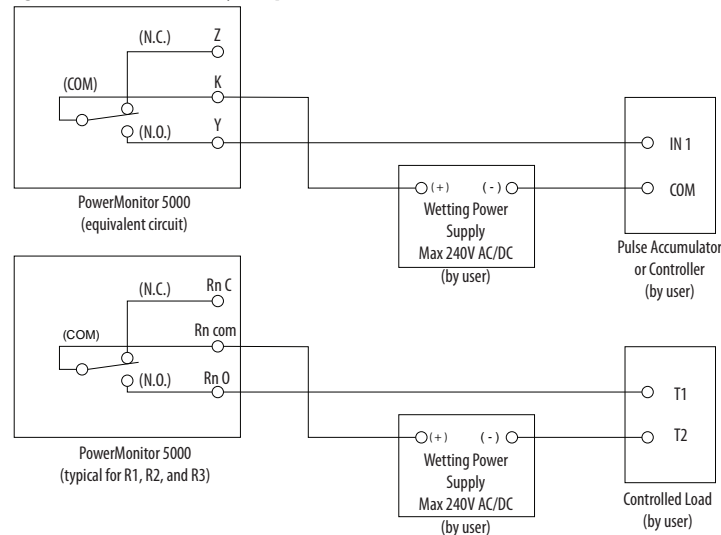 (N.C.)
Z
(COM)
K
(N.O.)
Y
PowerMonitor 5000
(equivalent circuit)
(+)
(-)
Wetting Power
Supply
Max 240V AC/DC
(by user)
IN 1
COM
Pulse Accumulator
or Controller
(by user)
(N.C.)
Rn C
(COM)
Rn com
(N.O.)
Rn O
PowerMonitor 5000
(typical for R1, R2, and R3)
(+)
(-)
Wetting Power
Supply
Max 240V AC/DC
(by user)
T1
T2
Controlled Load
(by user)